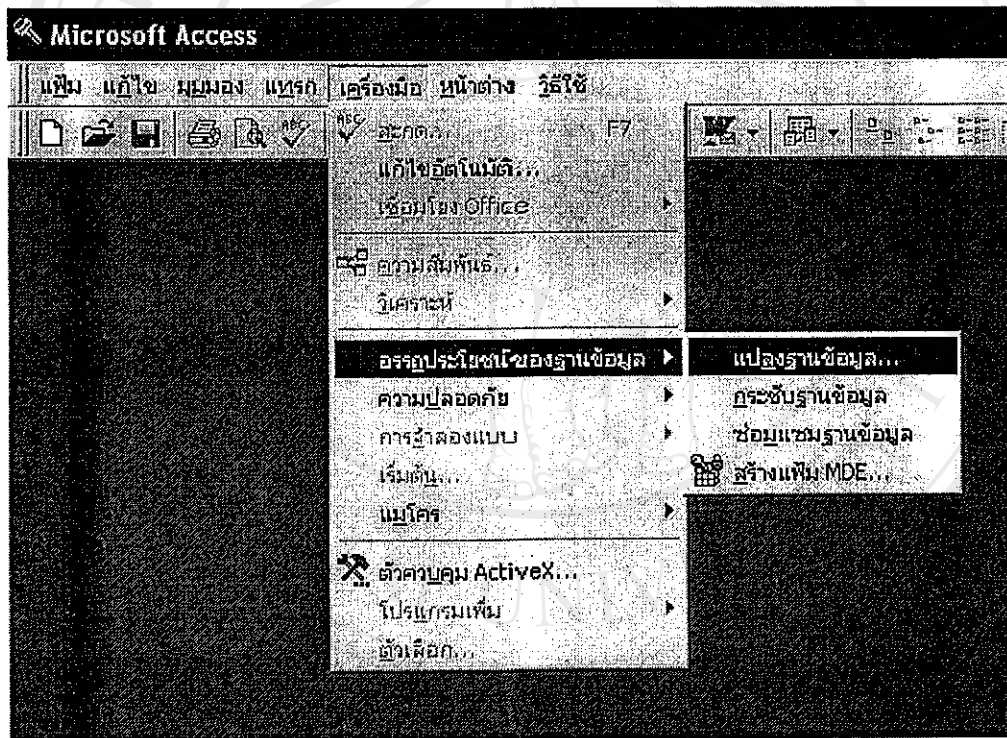 Microsoft Access
แฟ้ม แก้ไข มุมมอง แทรก เครื่องมือ หน้าต่าง วิธีใช้
สะกด... F7
แก้ไขอัตโนมัติ...
เชื่อมโยง Office
ความสัมพันธ์...
วิเคราะห์
อรรถประโยชน์ของฐานข้อมูล
ความปลอดภัย
การจำลองแบบ
เริ่มต้น...
แมโคร
ตัวควบคุม ActiveX...
โปรแกรมเพิ่ม
ตัวเลือก...
แปลงฐานข้อมูล...
กระชับฐานข้อมูล
ซ่อมแซมฐานข้อมูล
สร้างแฟ้ม MDE...